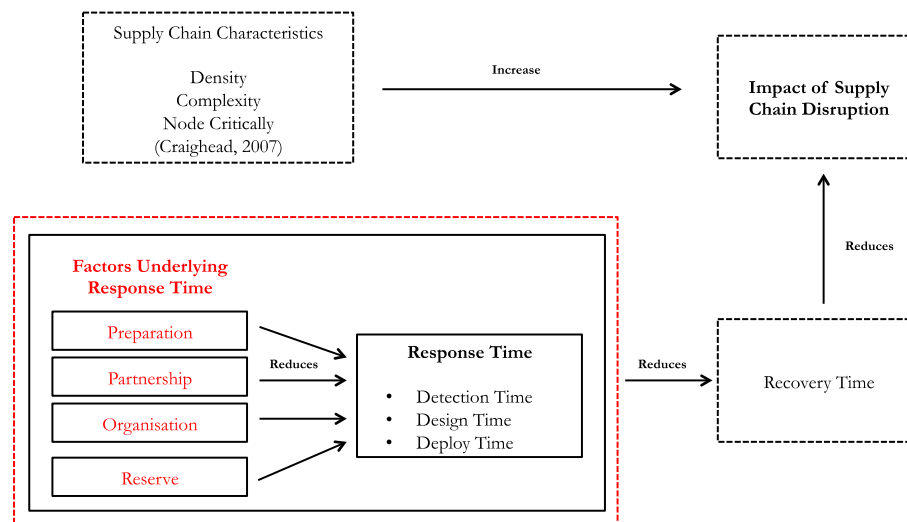 Supply Chain Characteristics
Density
Complexity
Node Critically
(Craighead, 2007)
Increase
Impact of Supply
Chain Disruption
Reduces
Factors Underlying
Response Time
Preparation
Partnership
Organisation
Reserve
Reduces
Response Time
• Detection Time
• Design Time
• Deploy Time
Reduces
Recovery Time